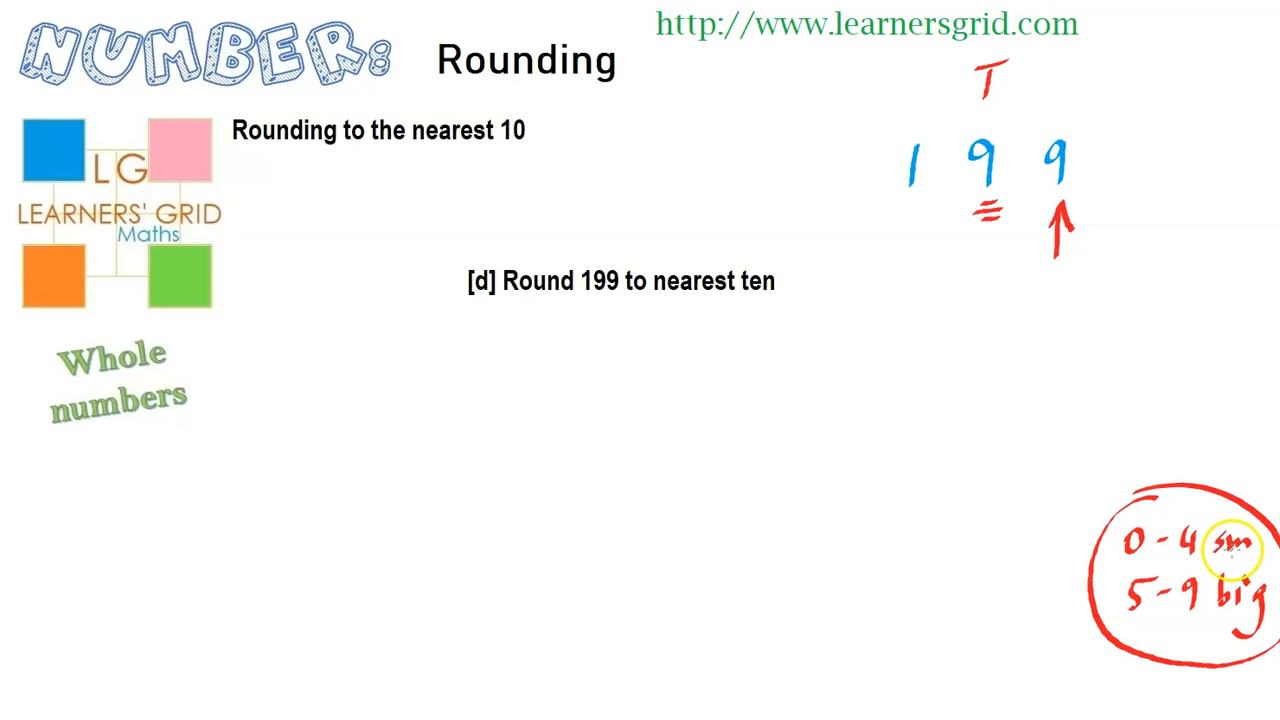 http://www.learnersgrid.com
NUMBER:
Rounding
T
Rounding to the nearest 10
1 9 9
LG
LEARNERS' GRID
Maths
[d] Round 199 to nearest ten
Whole
numbers
0 - 4 sm
5 - 9 big